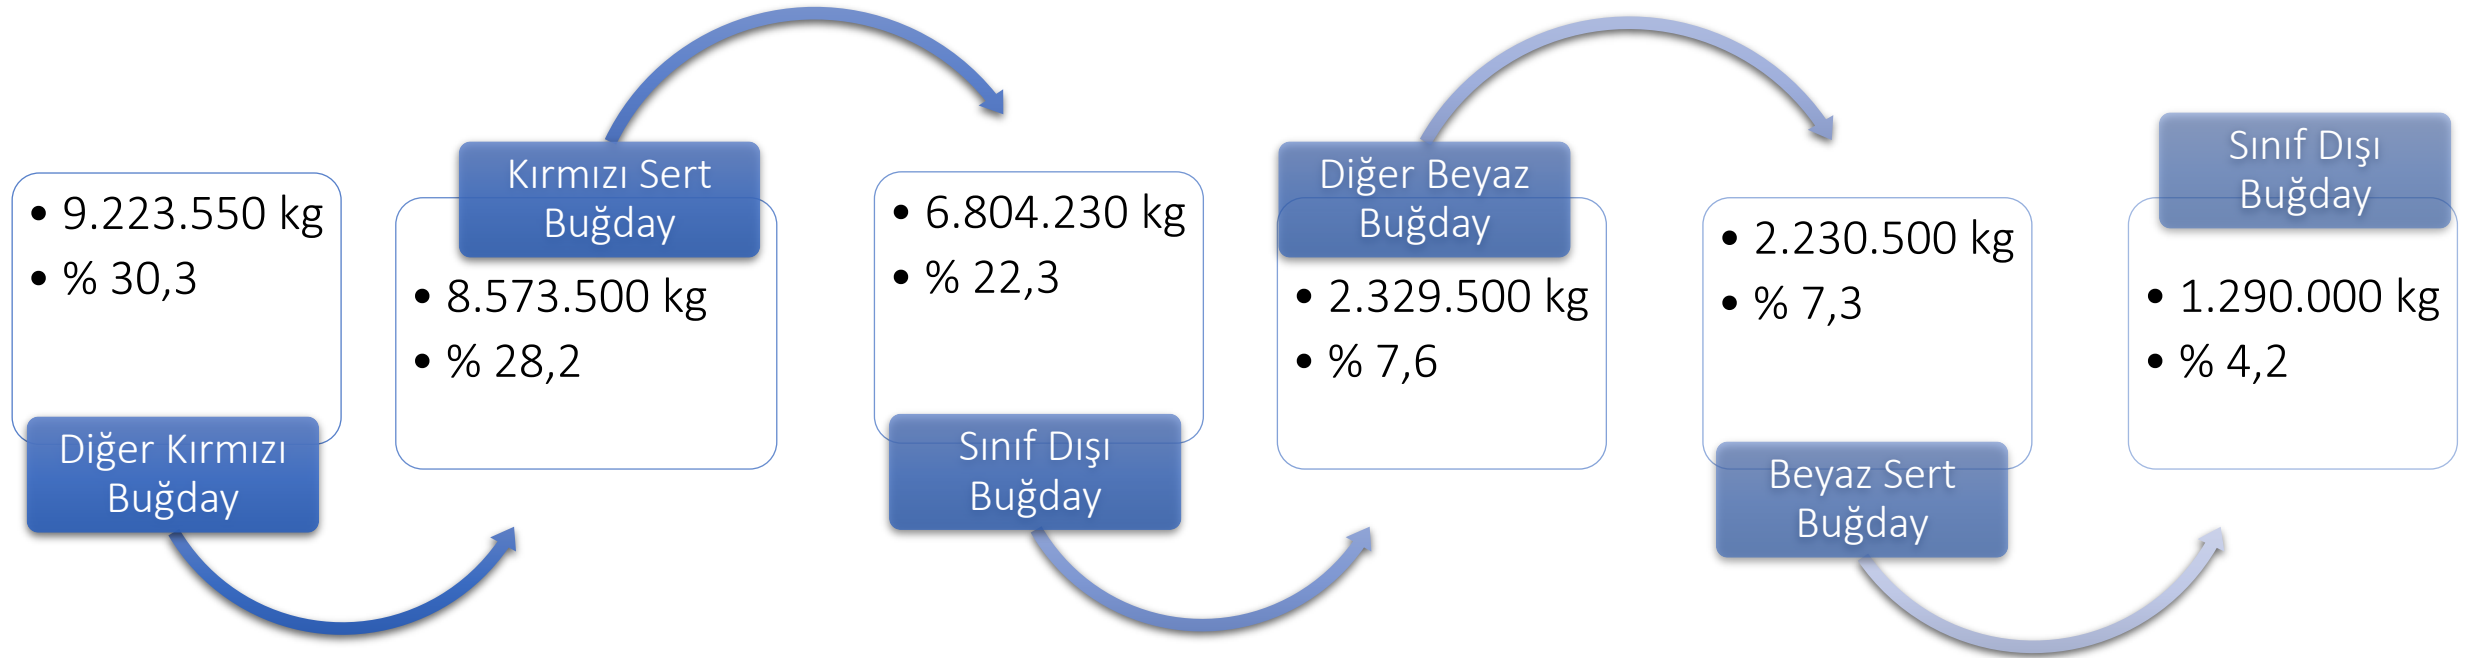 • 9.223.550 kg
• % 30,3
Diğer Kırmızı
Buğday
Kırmızı Sert
Buğday
• 8.573.500 kg
• % 28,2
• 6.804.230 kg
• % 22,3
Sınıf Dışı
Buğday
Diğer Beyaz
Buğday
• 2.329.500 kg
• % 7,6
• 2.230.500 kg
• % 7,3
Beyaz Sert
Buğday
Sınıf Dışı
Buğday
• 1.290.000 kg
• % 4,2